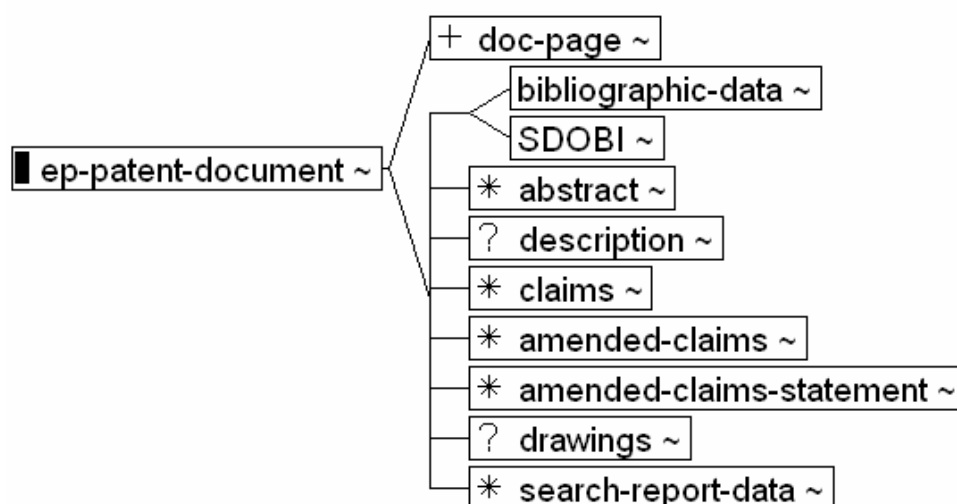 + doc-page ~
bibliographic-data ~
SDOBI ~
ep-patent-document ~
* abstract ~
? description ~
* claims ~
* amended-claims ~
* amended-claims-statement ~
? drawings ~
* search-report-data ~